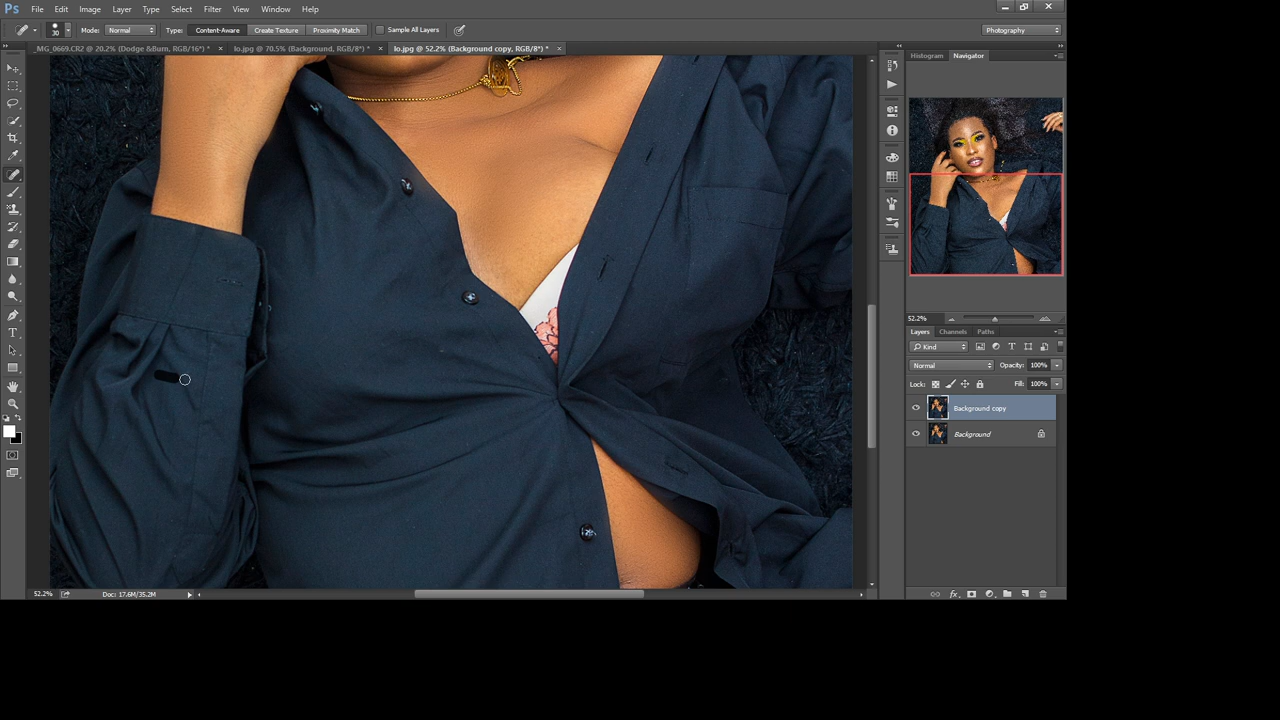 Ps File Edit Image Layer Type Select Filter View Window Help
30 Mode: Normal Type: Content-Aware Create Texture Proximity Match Sample All Layers Photography
_MG_0669.CR2 @ 20.2% (Dodge &Burn, RGB/16*) * × lo.jpg @ 70.5% (Background, RGB/8*) * × lo.jpg @ 52.2% (Background copy, RGB/8*) * ×
Histogram Navigator
52.2%
Layers Channels Paths
Kind
Normal Opacity: 100%
Lock: Fill: 100%
Background copy
Background
52.2% Doc: 17.6M/35.2M
fx